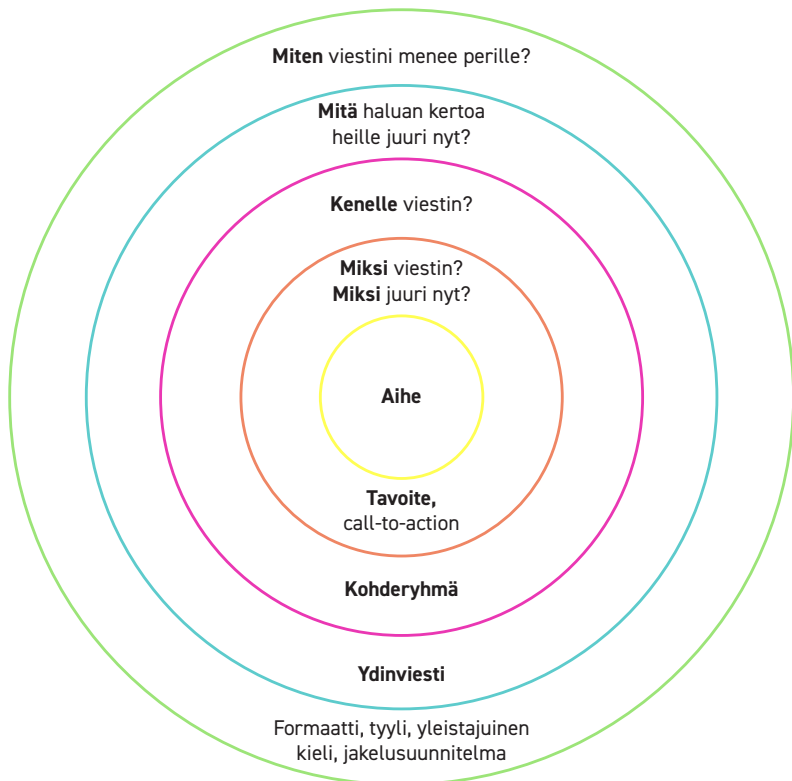 Miten viestini menee perille?
Mitä haluan kertoa
heille juuri nyt?
Kenelle viestin?
Miksi viestin?
Miksi juuri nyt?
Aihe
Tavoite,
call-to-action
Kohderyhmä
Ydinviesti
Formaatti, tyyli, yleistajuinen
kieli, jakelusuunnitelma